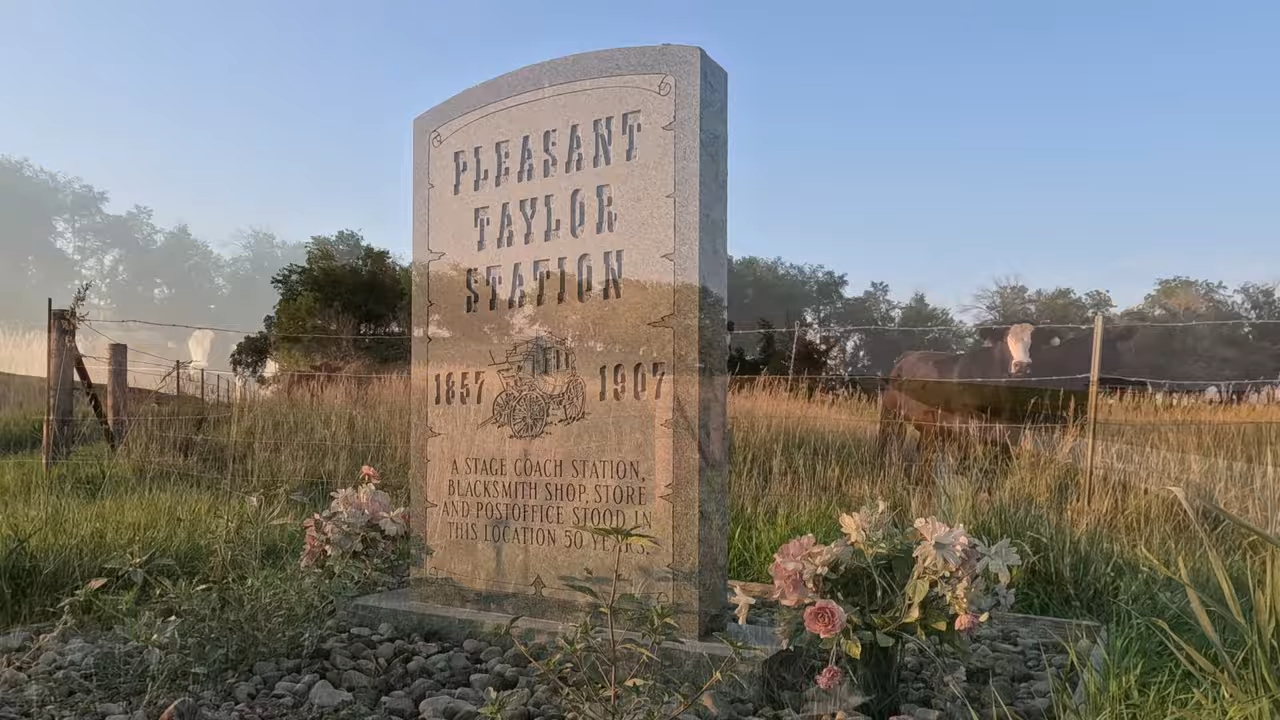 PLEASANT
TAYLOR
STATION
1857 1907
A STAGE COACH STATION,
BLACKSMITH SHOP, STORE
AND POSTOFFICE STOOD IN
THIS LOCATION 50 YEARS.